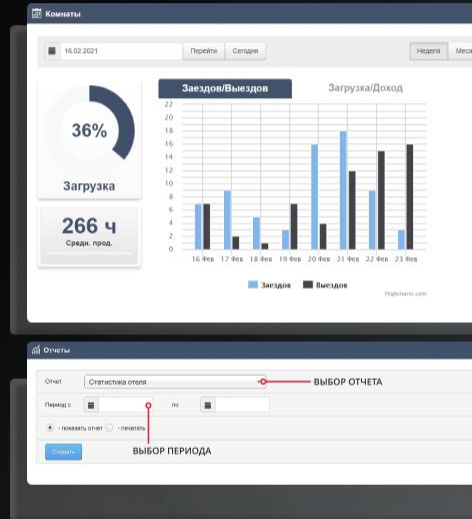 Комнаты
16.02.2021 Перейти Сегодня Неделя Меся
Заездов/Выездов Загрузка/Доход
36%
Загрузка
266 ч
Средн. прод.
22
20
18
16
14
12
10
8
6
4
2
0
16 Фев 17 Фев 18 Фев 19 Фев 20 Фев 21 Фев 22 Фев 23 Фев
Заездов Выездов
Highcharts.com
Отчеты
Отчет Статистика отеля ВЫБОР ОТЧЕТА
Период с по
- показать отчет - печатать
Создать ВЫБОР ПЕРИОДА